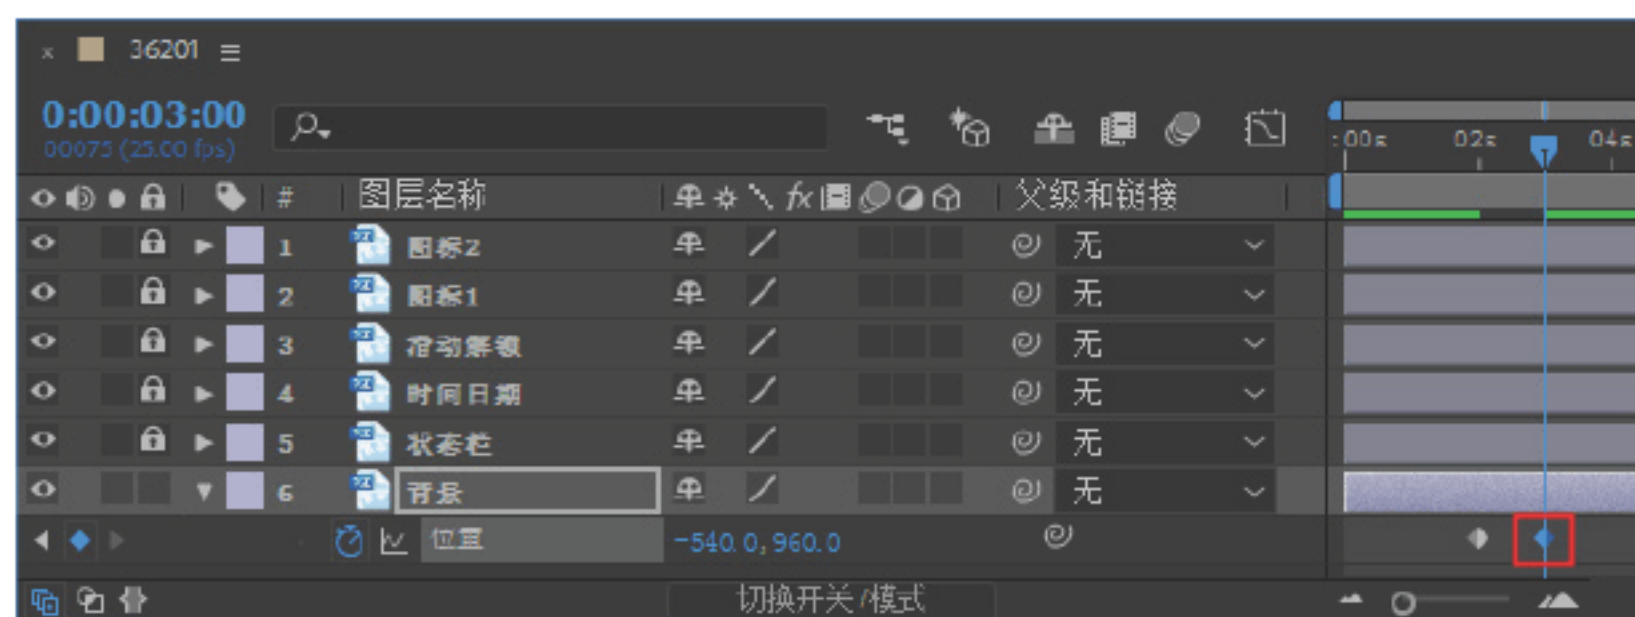 36201
0:00:03:00
00075 (25.00 fps)
:00s 02s 04s
# 图层名称 fx 父级和链接
1 图标2 无
2 图标1 无
3 滑动解锁 无
4 时间日期 无
5 状态栏 无
6 背景 无
位置 -540.0,960.0
切换开关/模式